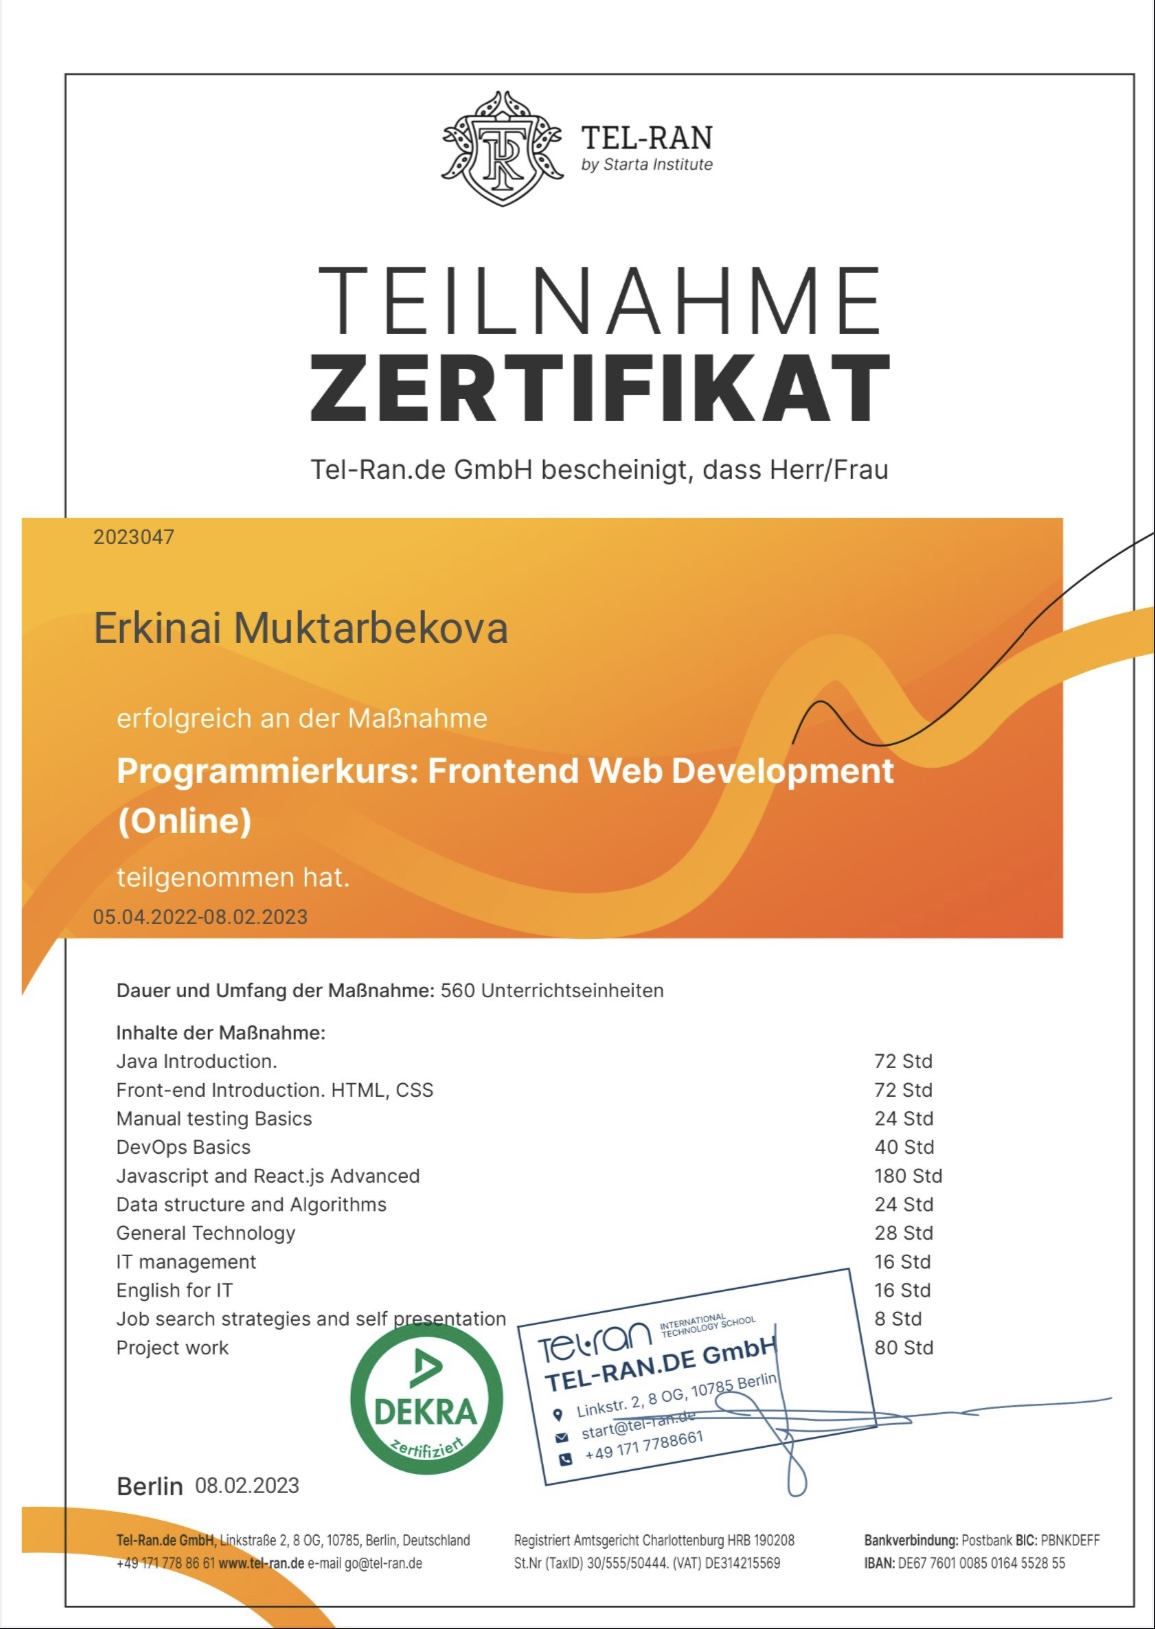 TEL-RAN
by Starta Institute
TEILNAHME
ZERTIFIKAT
Tel-Ran.de GmbH bescheinigt, dass Herr/Frau
2023047
Erkinai Muktarbekova
erfolgreich an der Maßnahme
Programmierkurs: Frontend Web Development
(Online)
teilgenommen hat.
05.04.2022-08.02.2023
Dauer und Umfang der Maßnahme: 560 Unterrichtseinheiten
Inhalte der Maßnahme:
Java Introduction. 72 Std
Front-end Introduction. HTML, CSS 72 Std
Manual testing Basics 24 Std
DevOps Basics 40 Std
Javascript and React.js Advanced 180 Std
Data structure and Algorithms 24 Std
General Technology 28 Std
IT management 16 Std
English for IT 16 Std
Job search strategies and self presentation 8 Std
Project work 80 Std
DEKRA
zertifiziert
Tel-ran INTERNATIONAL
TECHNOLOGY SCHOOL
TEL-RAN.DE GmbH
Linkstr. 2, 8 OG, 10785 Berlin
start@tel-ran.de
+49 171 7788661
Berlin 08.02.2023
Tel-Ran.de GmbH, Linkstraße 2, 8 OG, 10785, Berlin, Deutschland
+49 171 778 86 61 www.tel-ran.de e-mail go@tel-ran.de
Registriert Amtsgericht Charlottenburg HRB 190208
St.Nr (TaxID) 30/555/50444. (VAT) DE314215569
Bankverbindung: Postbank BIC: PBNKDEFF
IBAN: DE67 7601 0085 0164 5528 55